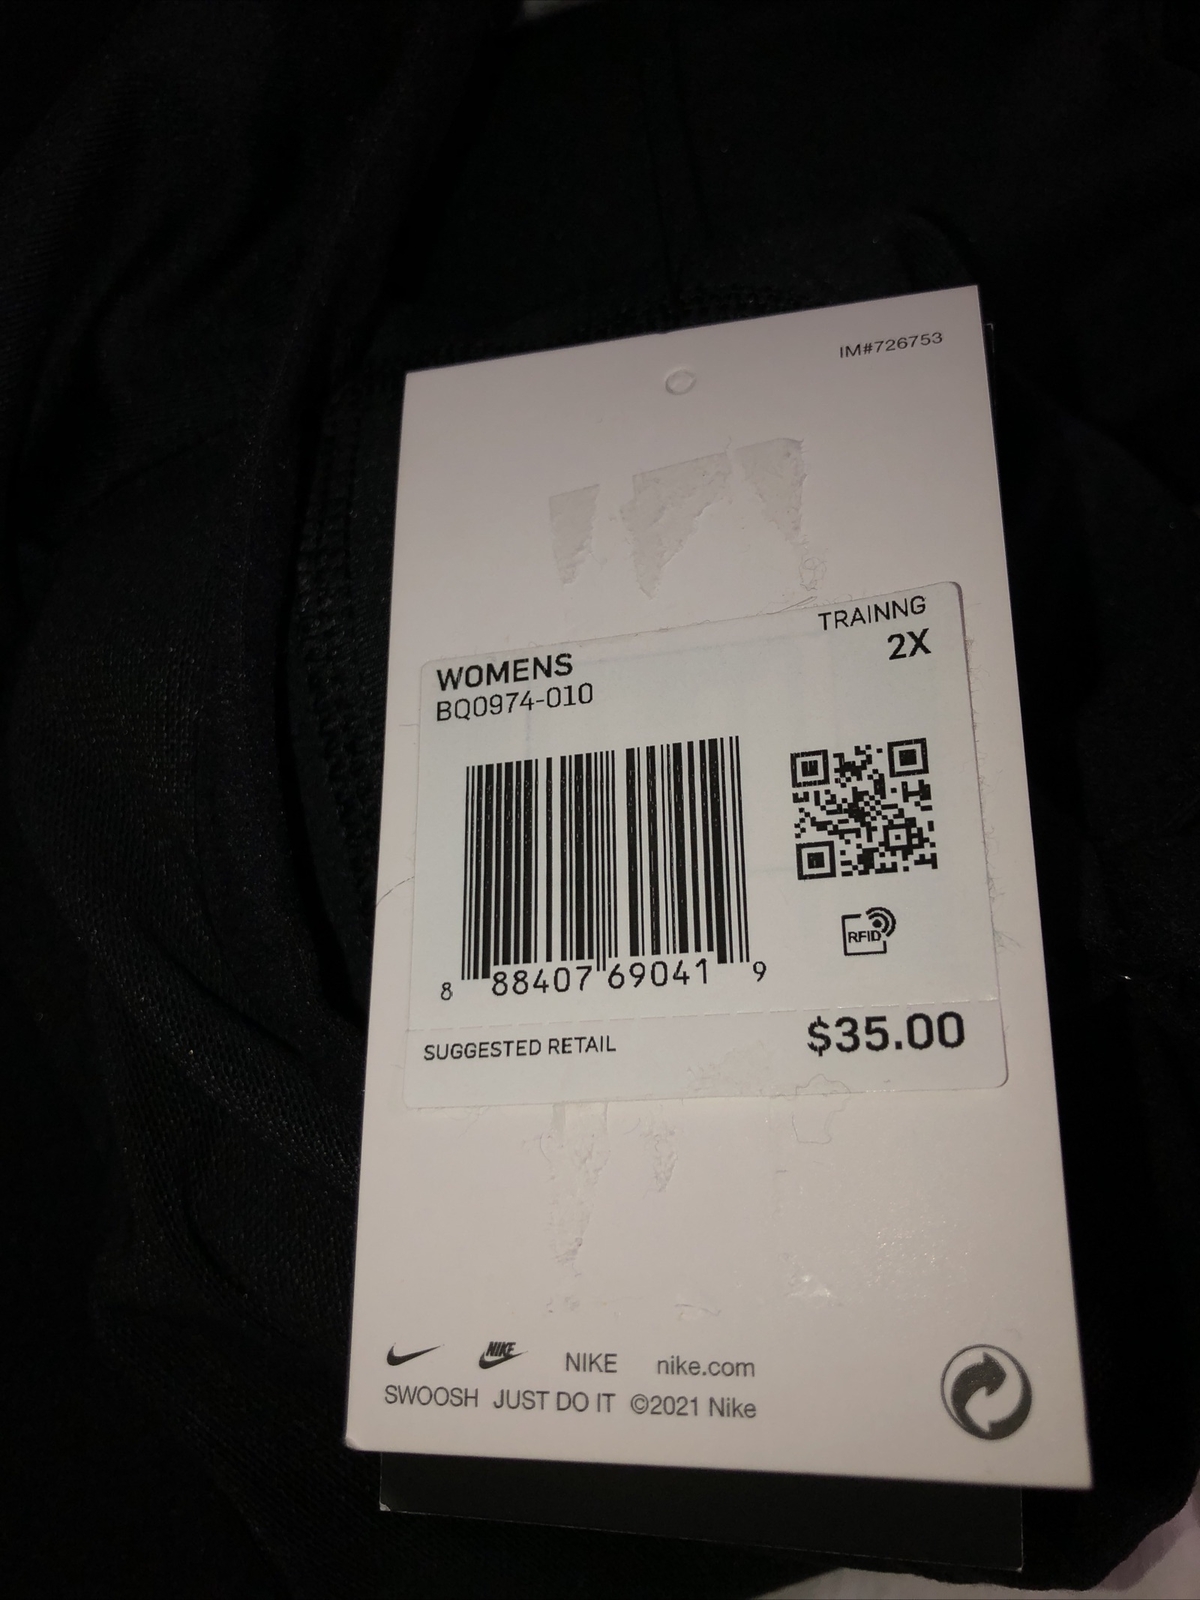 IM#726753
TRAINNG
WOMENS 2X
BQ0974-010
RFID
8 88407 69041 9
SUGGESTED RETAIL $35.00
NIKE NIKE nike.com
SWOOSH JUST DO IT ©2021 Nike